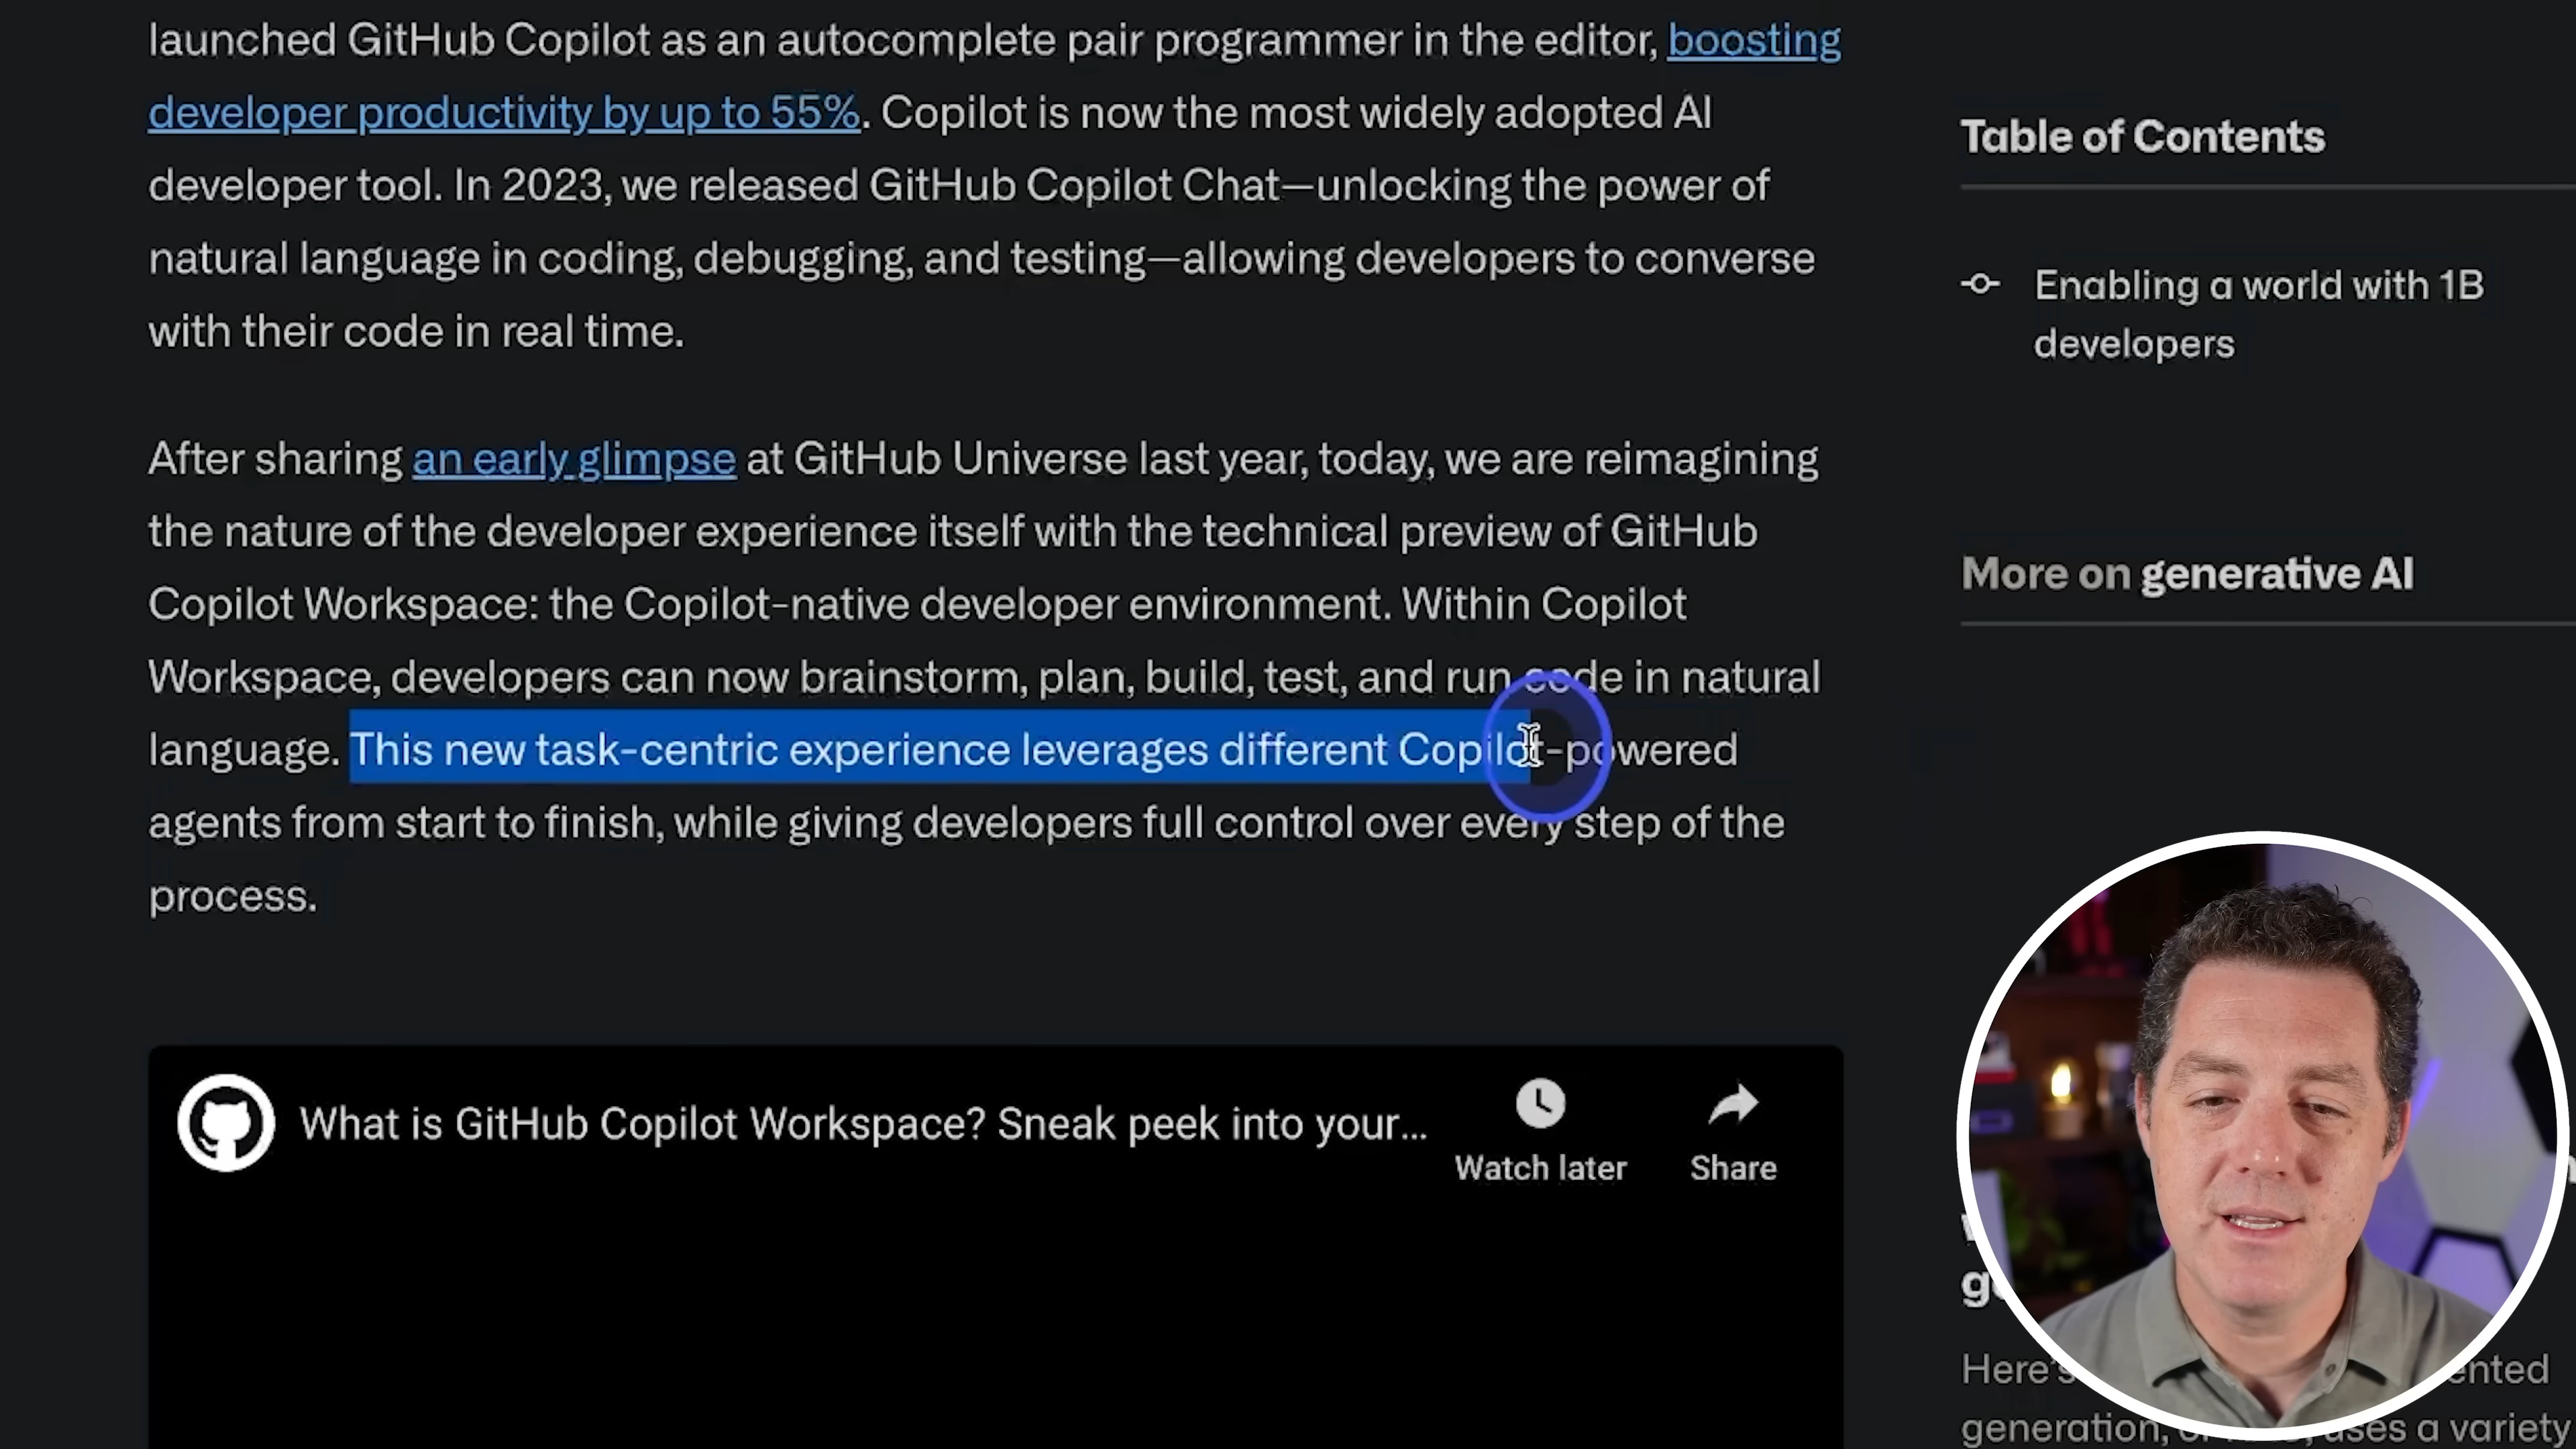 launched GitHub Copilot as an autocomplete pair programmer in the editor, boosting
developer productivity by up to 55%. Copilot is now the most widely adopted AI
developer tool. In 2023, we released GitHub Copilot Chat—unlocking the power of
natural language in coding, debugging, and testing—allowing developers to converse
with their code in real time.
After sharing an early glimpse at GitHub Universe last year, today, we are reimagining
the nature of the developer experience itself with the technical preview of GitHub
Copilot Workspace: the Copilot-native developer environment. Within Copilot
Workspace, developers can now brainstorm, plan, build, test, and run code in natural
language. This new task-centric experience leverages different Copilot-powered
agents from start to finish, while giving developers full control over every step of the
process.
What is GitHub Copilot Workspace? Sneak peek into your...
Watch later
Share
Table of Contents
Enabling a world with 1B
developers
More on generative AI
Here's
generation, uses a variety